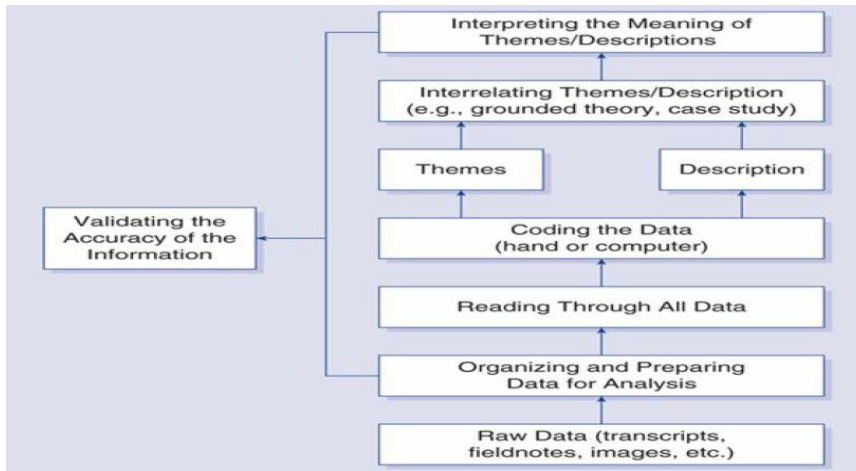 Interpreting the Meaning of
Themes/Descriptions
Interrelating Themes/Description
(e.g., grounded theory, case study)
Themes
Description
Validating the
Accuracy of the
Information
Coding the Data
(hand or computer)
Reading Through All Data
Organizing and Preparing
Data for Analysis
Raw Data (transcripts,
fieldnotes, images, etc.)